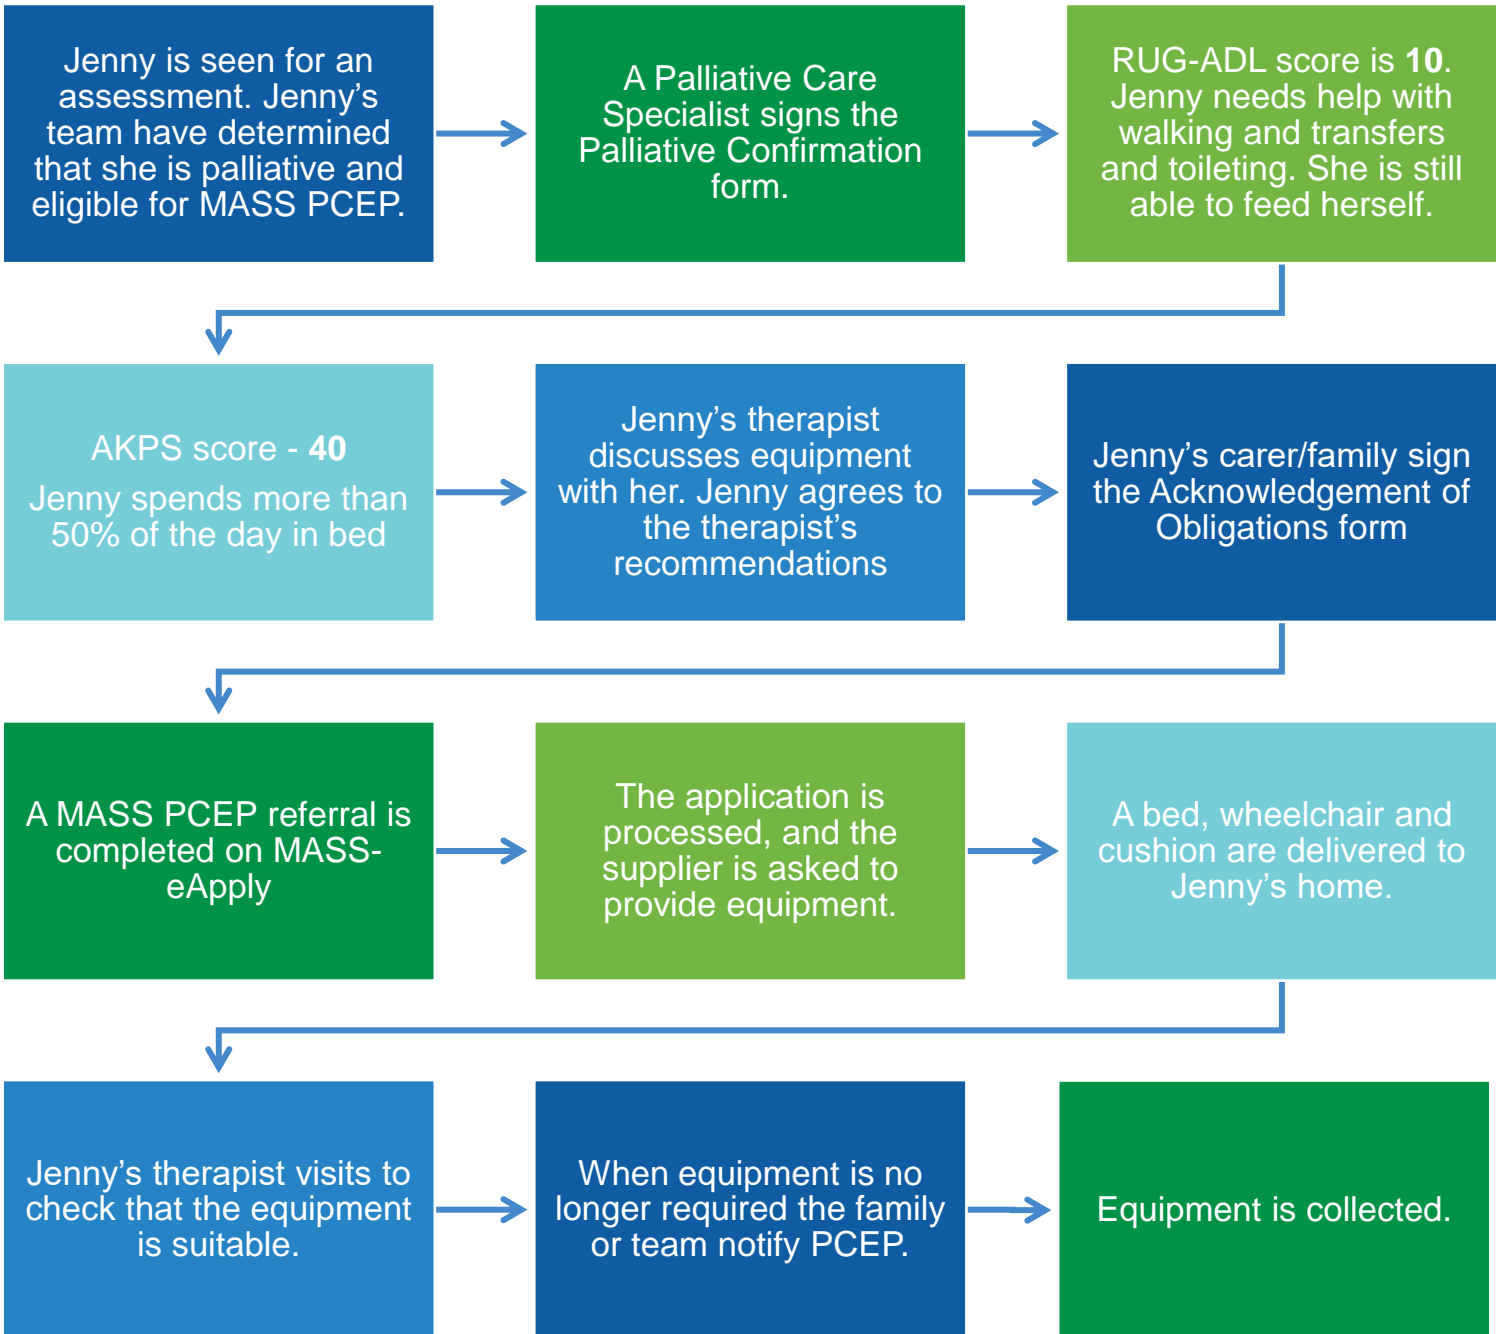 Jenny is seen for an
assessment. Jenny’s
team have determined
that she is palliative and
eligible for MASS PCEP.
A Palliative Care
Specialist signs the
Palliative Confirmation
form.
RUG-ADL score is 10.
Jenny needs help with
walking and transfers
and toileting. She is still
able to feed herself.
AKPS score - 40
Jenny spends more than
50% of the day in bed
Jenny’s therapist
discusses equipment
with her. Jenny agrees to
the therapist’s
recommendations
Jenny’s carer/family sign
the Acknowledgement of
Obligations form
A MASS PCEP referral is
completed on MASS-
eApply
The application is
processed, and the
supplier is asked to
provide equipment.
A bed, wheelchair and
cushion are delivered to
Jenny’s home.
Jenny’s therapist visits to
check that the equipment
is suitable.
When equipment is no
longer required the family
or team notify PCEP.
Equipment is collected.